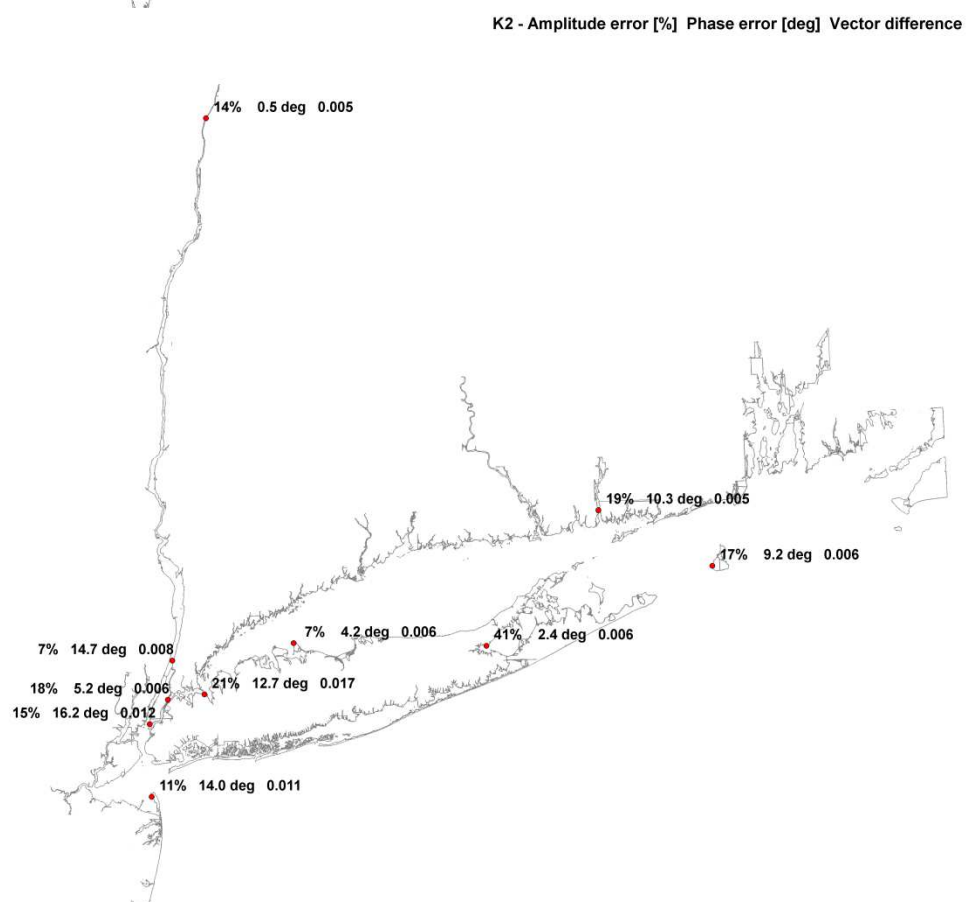 K2 - Amplitude error [%] Phase error [deg] Vector difference
14% 0.5 deg 0.005
19% 10.3 deg 0.005
17% 9.2 deg 0.006
7% 4.2 deg 0.006
41% 2.4 deg 0.006
7% 14.7 deg 0.008
21% 12.7 deg 0.017
18% 5.2 deg 0.006
15% 16.2 deg 0.012
11% 14.0 deg 0.011